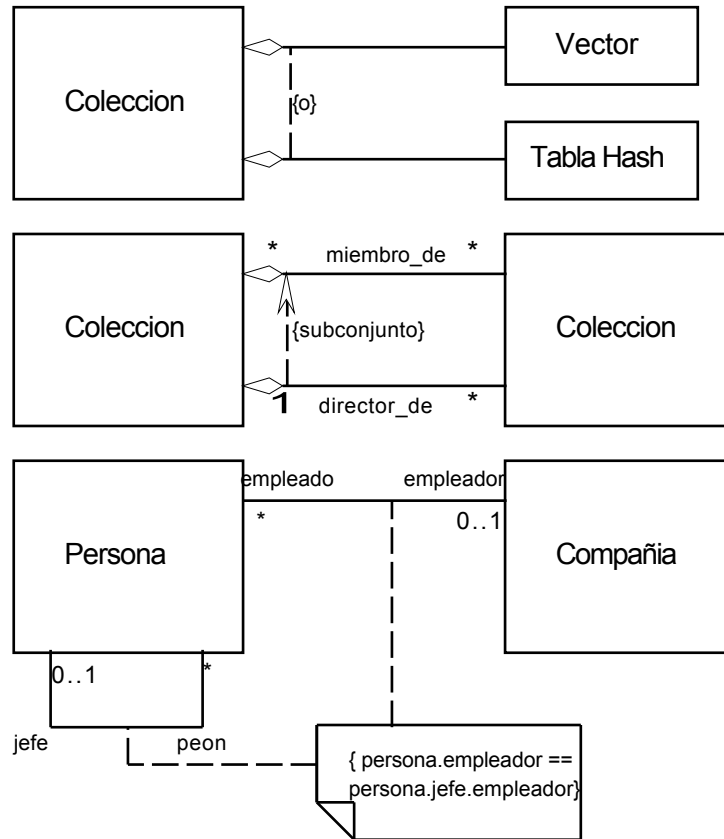 Vector
Coleccion
{o}
Tabla Hash
* miembro_de *
Coleccion {subconjunto} Coleccion
1 director_de *
empleado empleador
* 0..1
Persona Compañia
0..1 *
jefe peon
{ persona.empleador ==
persona.jefe.empleador}